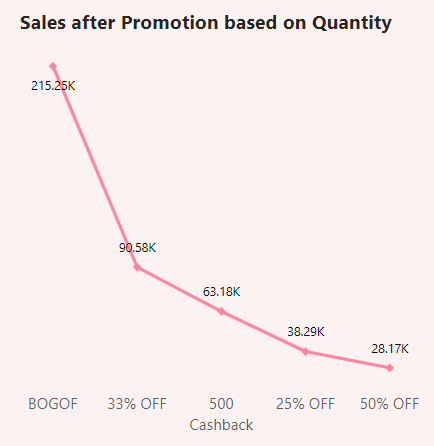 Sales after Promotion based on Quantity
215.25K
90.58K
63.18K
38.29K
28.17K
BOGOF 33% OFF 500 25% OFF 50% OFF
Cashback